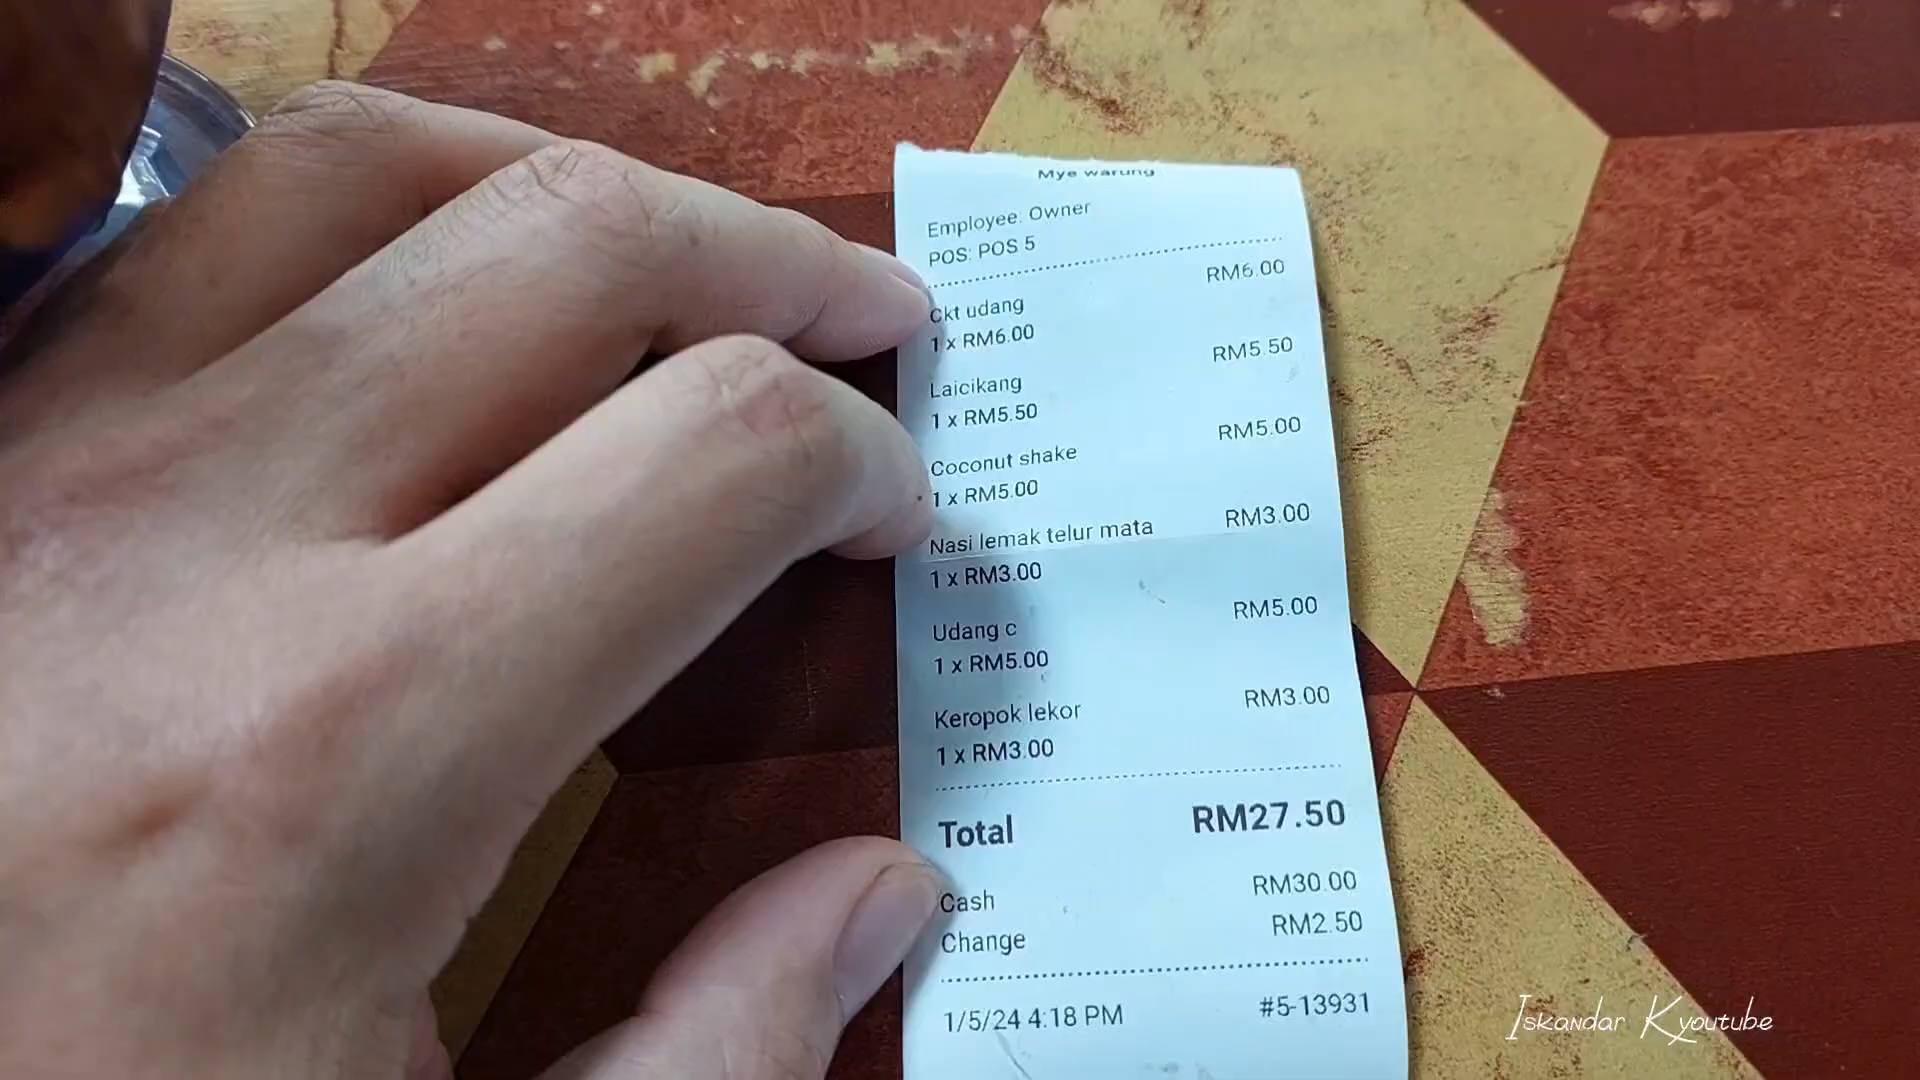 Mye warung
Employee: Owner
POS: POS 5
RM6.00
Ckt udang
1 x RM6.00
RM5.50
Laicikang
1 x RM5.50
RM5.00
Coconut shake
1 x RM5.00
Nasi lemak telur mata RM3.00
1 x RM3.00
RM5.00
Udang c
1 x RM5.00
RM3.00
Keropok lekor
1 x RM3.00
Total RM27.50
Cash RM30.00
Change RM2.50
1/5/24 4:18 PM #5-13931
Iskandar K youtube